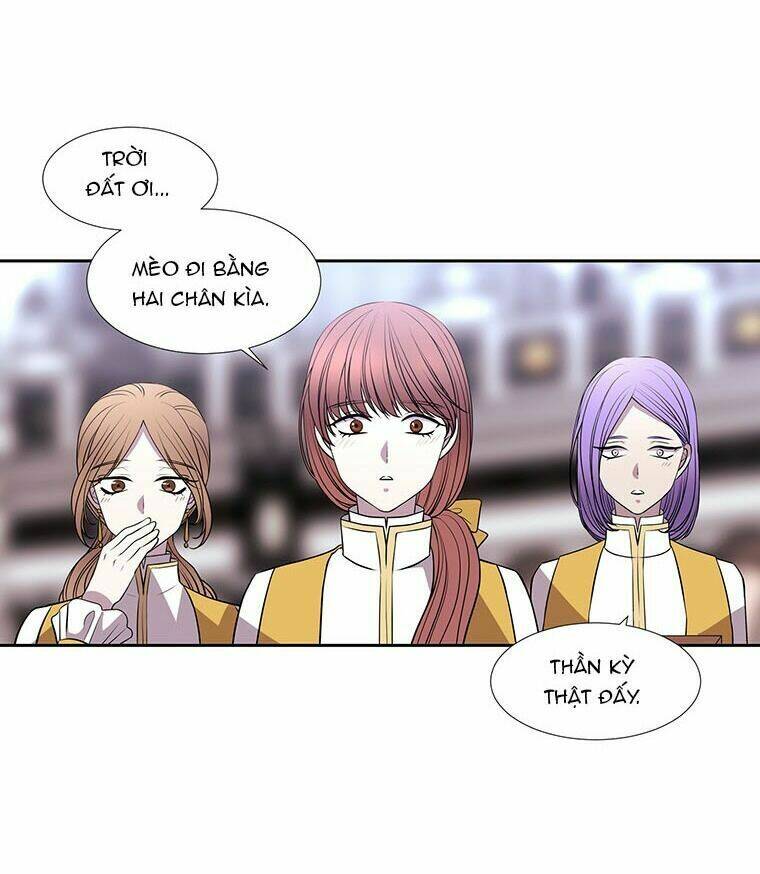 TRỜI
ĐẤT ƠI...
MÈO ĐI BẰNG
HAI CHÂN KÌA.
THẦN KỲ
THẬT ĐẤY.